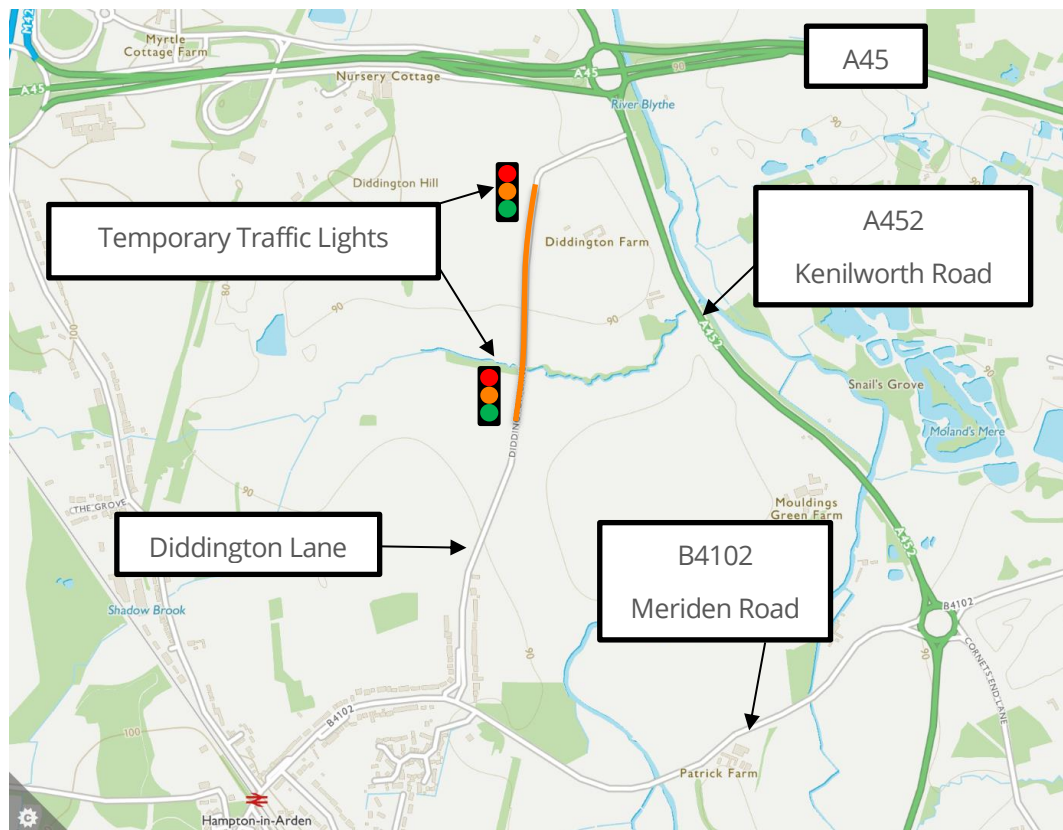 M42
Myrtle
Cottage Farm
A45
Nursery Cottage
A45
90
A45
River Blythe
90
Diddington Hill
Temporary Traffic Lights
Diddington Farm
A452
Kenilworth Road
80
90
90
100
A452
Snail's Grove
Moland's Mere
DIDDING
90
THE GROVE
Mouldings
Green Farm
Diddington Lane
B4102
Meriden Road
A452
Shadow Brook
B4102
CORNETS END LANE
90
90
B4102
100
Patrick Farm
Hampton-in-Arden